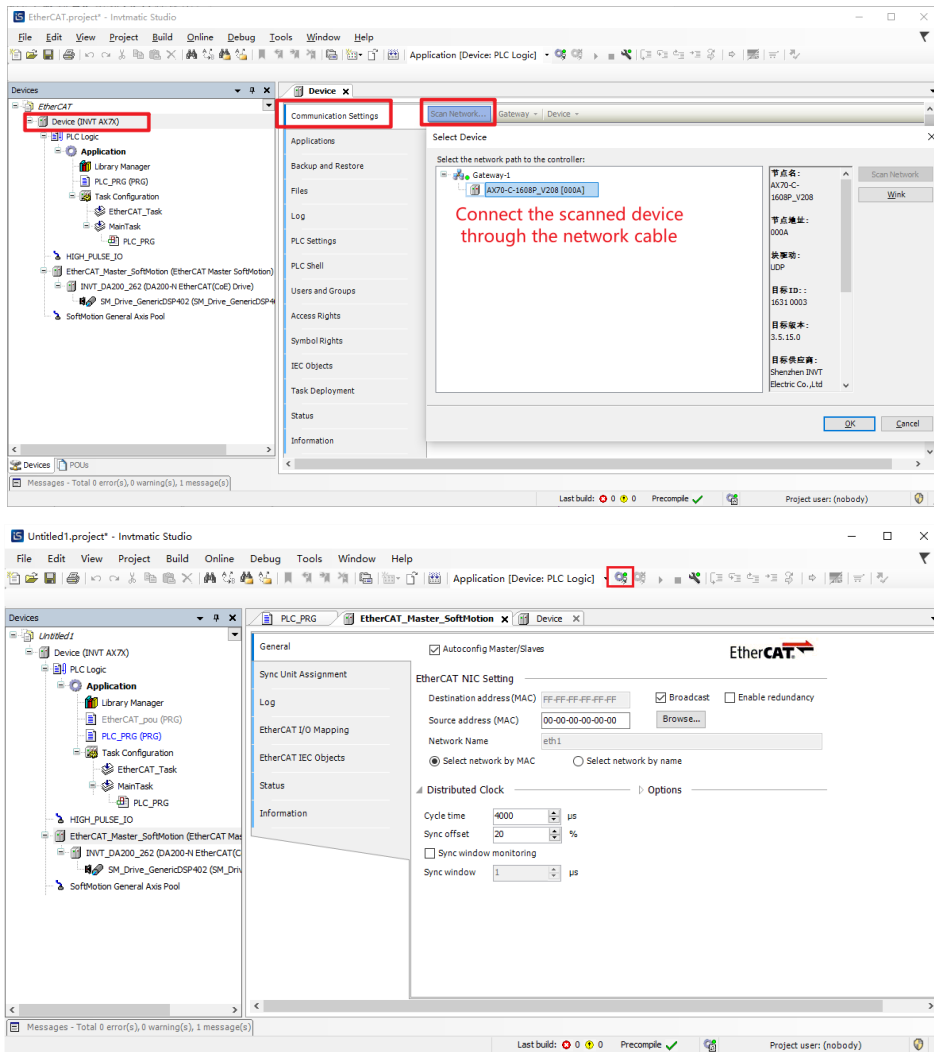 EtherCAT.project* - Invtmatic Studio
File Edit View Project Build Online Debug Tools Window Help
Application [Device: PLC Logic]
Devices
Device
EtherCAT
Device (INVT AX7X)
PLC Logic
Application
Library Manager
PLC_PRG (PRG)
Task Configuration
EtherCAT_Task
MainTask
PLC_PRG
HIGH_PULSE_IO
EtherCAT_Master_SoftMotion (EtherCAT Master SoftMotion)
INVT_DA200_262 (DA200-N EtherCAT(CoE) Drive)
SM_Drive_GenericDSP402 (SM_Drive_GenericDSP4
SoftMotion General Axis Pool
Devices POUs
Communication Settings
Applications
Backup and Restore
Files
Log
PLC Settings
PLC Shell
Users and Groups
Access Rights
Symbol Rights
IEC Objects
Task Deployment
Status
Information
Scan Network... Gateway Device
Select Device
Select the network path to the controller:
Gateway-1
AX70-C-1608P_V208 [000A]
Connect the scanned device
through the network cable
节点名:
AX70-C-
1608P_V208
节点地址:
000A
块驱动:
UDP
目标ID: :
1631 0003
目标版本:
3.5.15.0
目标供应商:
Shenzhen INVT
Electric Co.,Ltd
Scan Network
Wink
OK Cancel
Messages - Total 0 error(s), 0 warning(s), 1 message(s)
Last build: 0 0 Precompile Project user: (nobody)
Untitled1.project* - Invtmatic Studio
File Edit View Project Build Online Debug Tools Window Help
Application [Device: PLC Logic]
Devices
PLC_PRG EtherCAT_Master_SoftMotion Device
Untitled1
Device (INVT AX7X)
PLC Logic
Application
Library Manager
EtherCAT_pou (PRG)
PLC_PRG (PRG)
Task Configuration
EtherCAT_Task
MainTask
PLC_PRG
HIGH_PULSE_IO
EtherCAT_Master_SoftMotion (EtherCAT Mas
INVT_DA200_262 (DA200-N EtherCAT(C
SM_Drive_GenericDSP402 (SM_Driv
SoftMotion General Axis Pool
General
Sync Unit Assignment
Log
EtherCAT I/O Mapping
EtherCAT IEC Objects
Status
Information
Autoconfig Master/Slaves
EtherCAT
EtherCAT NIC Setting
Destination address (MAC) FF-FF-FF-FF-FF-FF Broadcast Enable redundancy
Source address (MAC) 00-00-00-00-00-00 Browse...
Network Name eth1
Select network by MAC Select network by name
Distributed Clock Options
Cycle time 4000 µs
Sync offset 20 %
Sync window monitoring
Sync window 1 µs
Messages - Total 0 error(s), 0 warning(s), 1 message(s)
Last build: 0 0 Precompile Project user: (nobody)